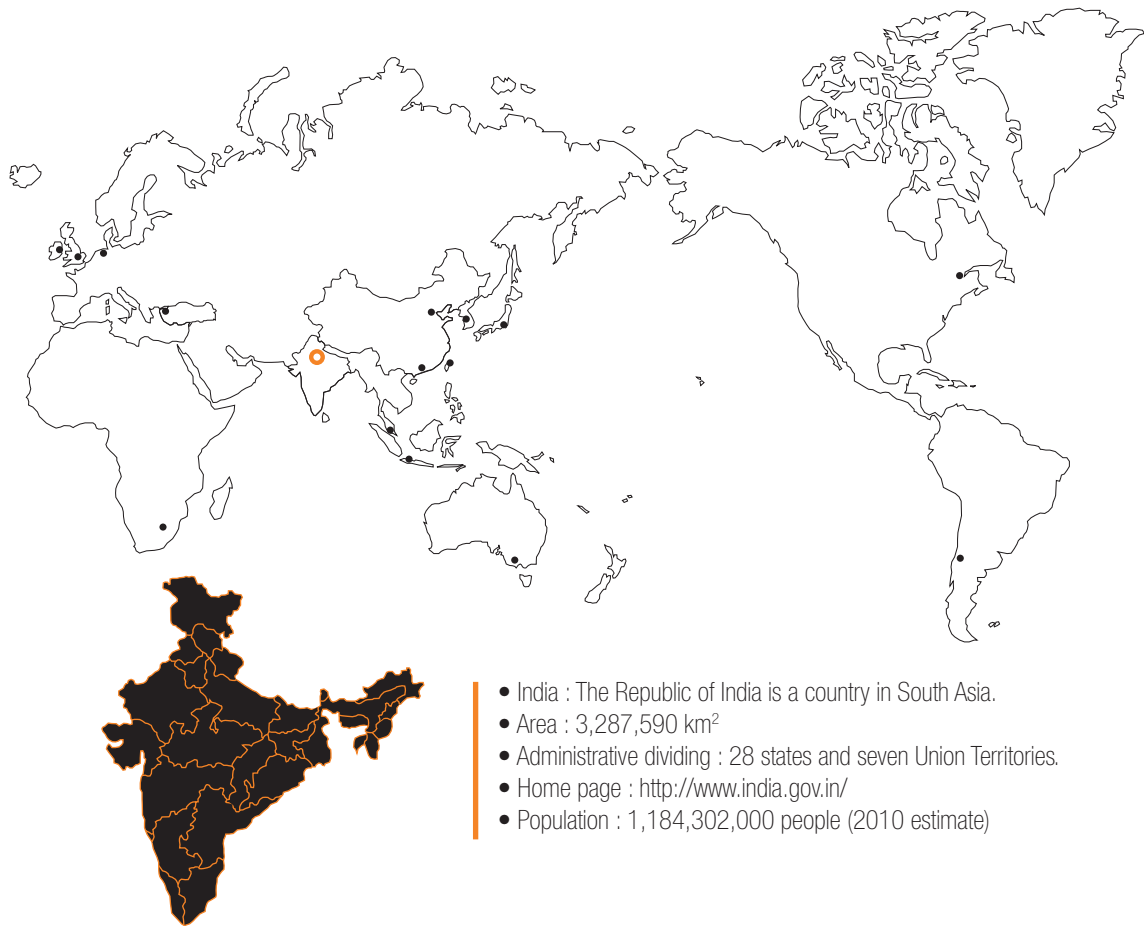 ● India : The Republic of India is a country in South Asia.
● Area : 3,287,590 km²
● Administrative dividing : 28 states and seven Union Territories.
● Home page : http://www.india.gov.in/
● Population : 1,184,302,000 people (2010 estimate)